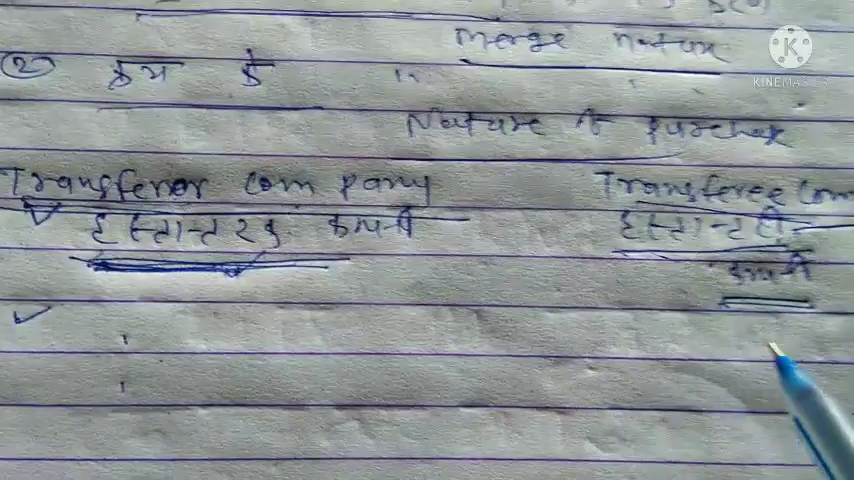 Merge nature
② क्रय के "
Nature of purchase
Transferor company Transferee Com
हस्तान्तरक कम्पनी हस्तान्तरी
कम्पनी
K
KINEMASTER